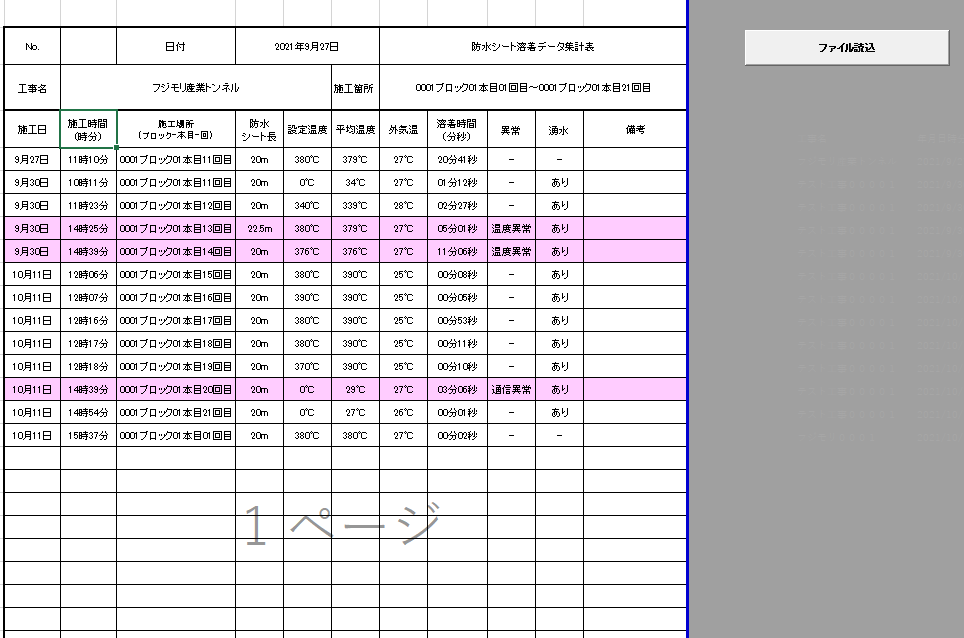 No. 日付 2021年9月27日 防水シート溶着データ集計表
ファイル読込
工事名 フジモリ産業トンネル 施工箇所 0001ブロック01本目01回目～0001ブロック01本目21回目
施工日 施工時間 施工場所 防水 設定温度 平均温度 外気温 溶着時間 異常 湧水 備考
(時分) (ブロック-本目-回) シート長 (分秒)
9月27日 11時10分 0001ブロック01本目11回目 20m 380℃ 379℃ 27℃ 20分41秒 - -
9月30日 10時11分 0001ブロック01本目11回目 20m 0℃ 34℃ 27℃ 01分12秒 - あり
9月30日 11時23分 0001ブロック01本目12回目 20m 340℃ 339℃ 28℃ 02分27秒 - あり
9月30日 14時25分 0001ブロック01本目13回目 22.5m 380℃ 379℃ 27℃ 05分01秒 温度異常 あり
9月30日 14時39分 0001ブロック01本目14回目 20m 376℃ 376℃ 27℃ 11分06秒 温度異常 あり
10月11日 12時06分 0001ブロック01本目15回目 20m 380℃ 390℃ 25℃ 00分08秒 - あり
10月11日 12時07分 0001ブロック01本目16回目 20m 390℃ 390℃ 25℃ 00分05秒 - あり
10月11日 12時16分 0001ブロック01本目17回目 20m 380℃ 390℃ 25℃ 00分53秒 - あり
10月11日 12時17分 0001ブロック01本目18回目 20m 380℃ 390℃ 25℃ 00分11秒 - あり
10月11日 12時18分 0001ブロック01本目19回目 20m 370℃ 390℃ 25℃ 00分10秒 - あり
10月11日 14時39分 0001ブロック01本目20回目 20m 0℃ 29℃ 27℃ 03分06秒 通信異常 あり
10月11日 14時54分 0001ブロック01本目21回目 20m 0℃ 27℃ 26℃ 00分01秒 - あり
10月11日 15時37分 0001ブロック01本目01回目 20m 380℃ 380℃ 27℃ 00分02秒 - -
1 ページ